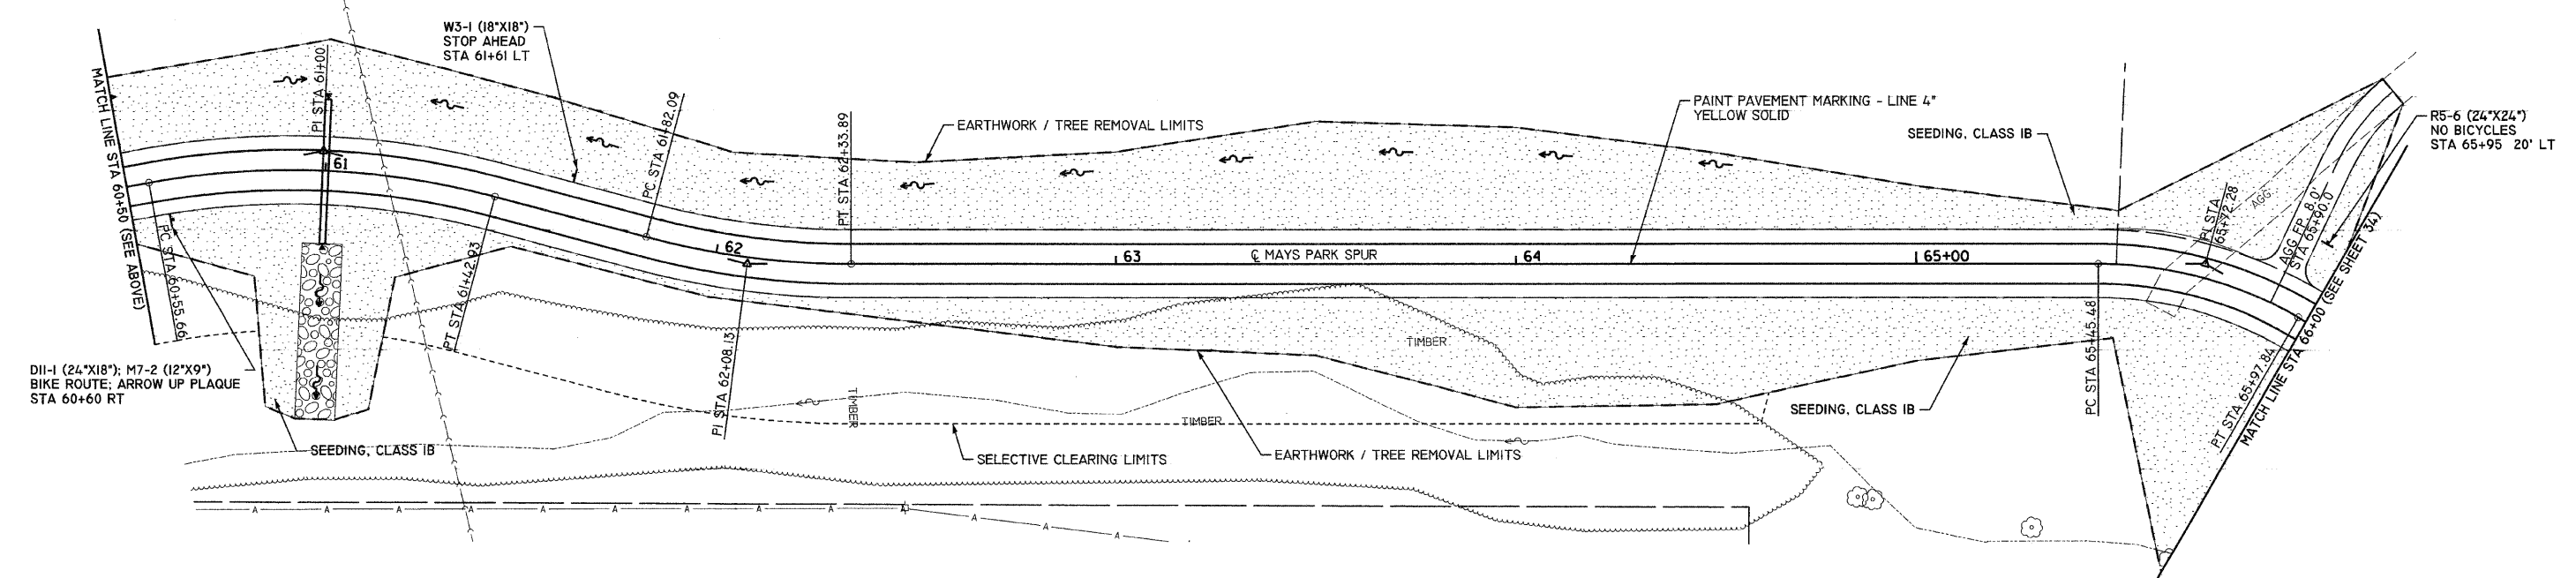 MATCH LINE STA 60+50 (SEE ABOVE)
W3-1 (18"X18")
STOP AHEAD
STA 61+61 LT
PI STA 61+00
61
PC STA 60+55.66
PT STA 61+42.93
PC STA 61+82.09
PT STA 62+33.89
62
PI STA 62+08.13
D11-1 (24"X18"); M7-2 (12"X9")
BIKE ROUTE; ARROW UP PLAQUE
STA 60+60 RT
SEEDING, CLASS IB
EARTHWORK / TREE REMOVAL LIMITS
63
℄ MAYS PARK SPUR
64
65+00
PAINT PAVEMENT MARKING - LINE 4"
YELLOW SOLID
SEEDING, CLASS IB
TIMBER
TIMBER
TIMBER
SELECTIVE CLEARING LIMITS
EARTHWORK / TREE REMOVAL LIMITS
SEEDING, CLASS IB
PC STA 65+45.48
PI STA
65+72.28
AGG
AGG FP 8.0'
STA 65+90.0
R5-6 (24"X24")
NO BICYCLES
STA 65+95 20' LT
PT STA 65+97.84
MATCH LINE STA 66+00 (SEE SHEET 34)
A A A A A A A A A
A A A